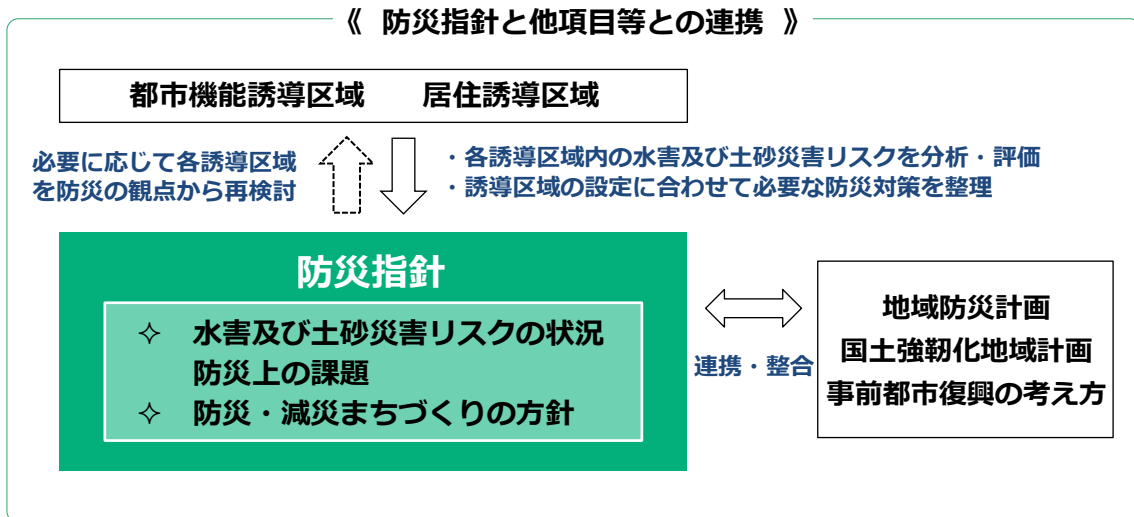 《 防災指針と他項目等との連携 》
都市機能誘導区域　居住誘導区域
必要に応じて各誘導区域
を防災の観点から再検討
・各誘導区域内の水害及び土砂災害リスクを分析・評価
・誘導区域の設定に合わせて必要な防災対策を整理
防災指針
✧ 水害及び土砂災害リスクの状況
防災上の課題
✧ 防災・減災まちづくりの方針
連携・整合
地域防災計画
国土強靭化地域計画
事前都市復興の考え方